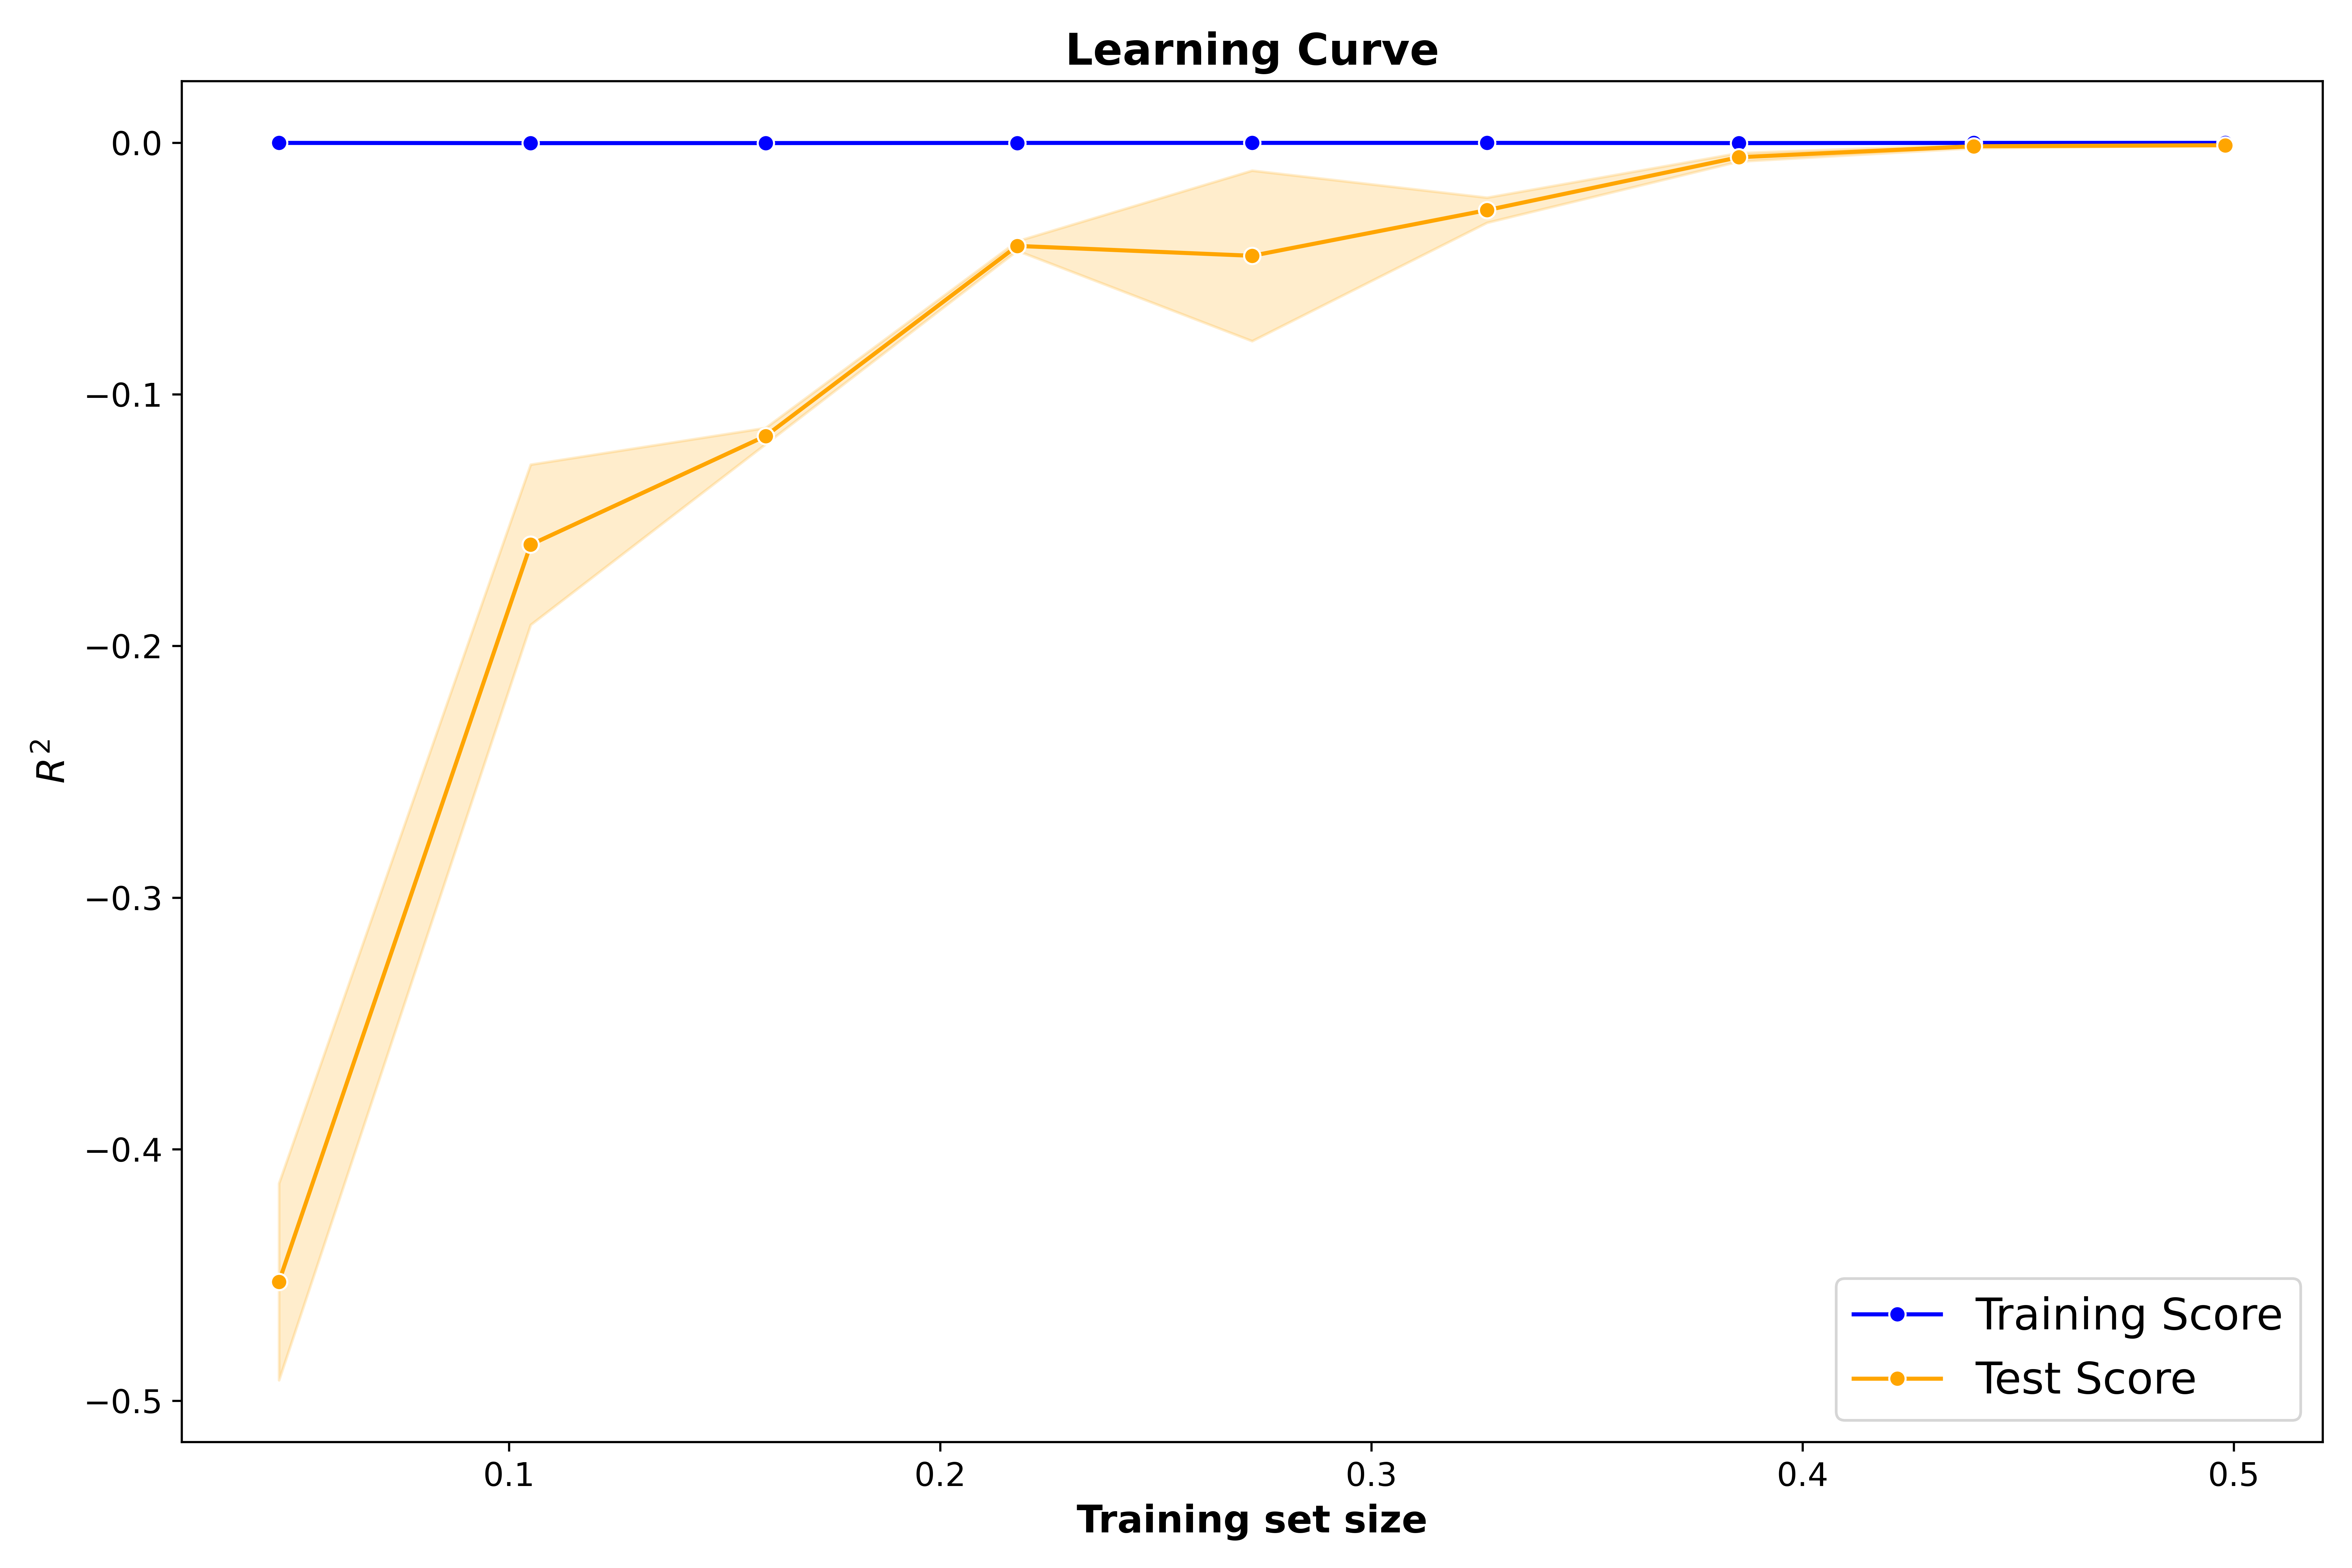 Learning Curve
0.0
−0.1
−0.2
−0.3
−0.4
−0.5
R²
0.1 0.2 0.3 0.4 0.5
Training set size
Training Score
Test Score